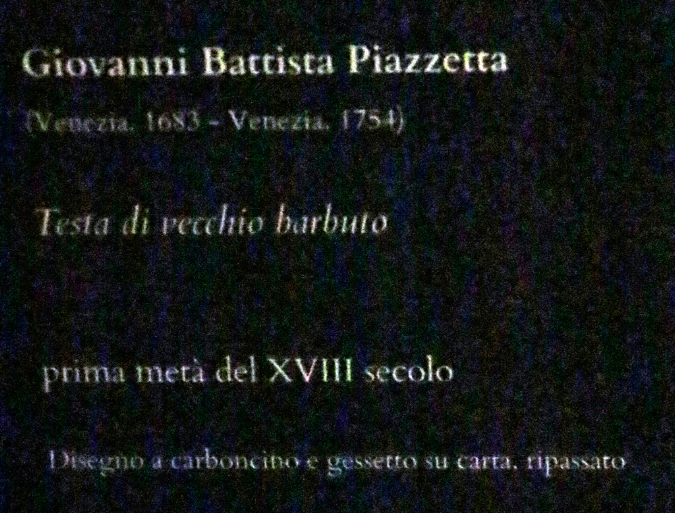 Giovanni Battista Piazzetta
(Venezia, 1683 - Venezia, 1754)
Testa di vecchio barbuto
prima metà del XVIII secolo
Disegno a carboncino e gessetto su carta, ripassato